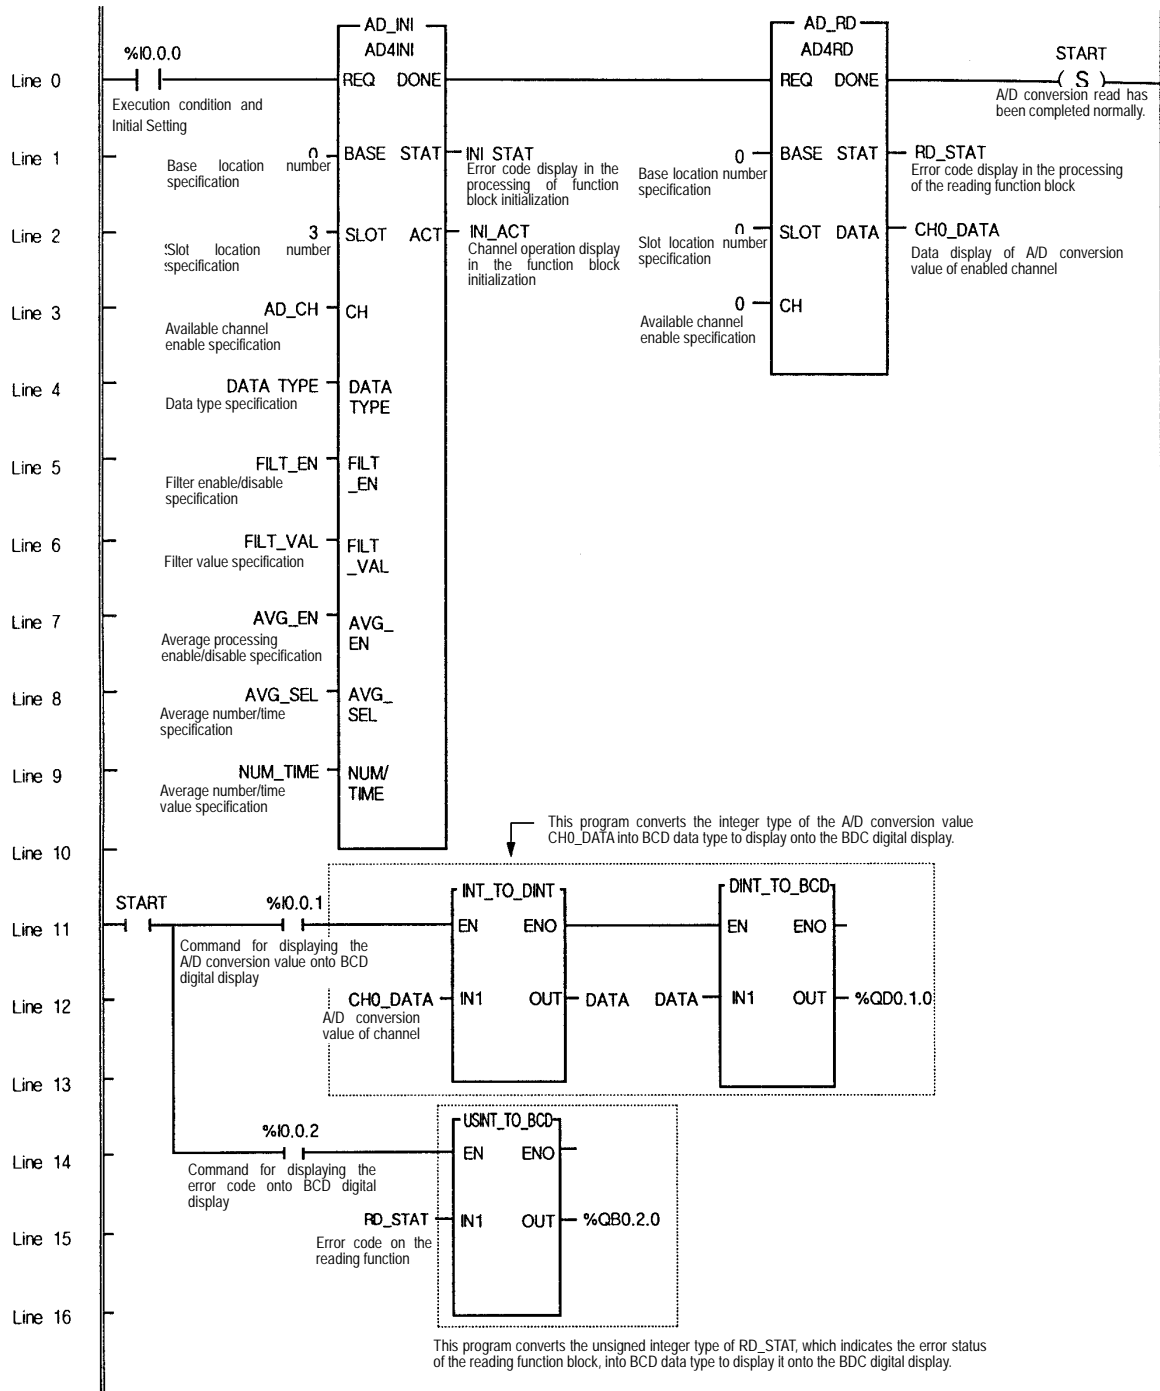 AD_INI
AD4INI
AD_RD
AD4RD
%I0.0.0
START
Line 0
REQ DONE
REQ DONE
( S )
Execution condition and
Initial Setting
A/D conversion read has
been completed normally.
Line 1
0
BASE STAT
INI STAT
0
BASE STAT
RD_STAT
Base location number
specification
Error code display in the
processing of function
block initialization
Base location number
specification
Error code display in the processing
of the reading function block
Line 2
3
SLOT ACT
INI_ACT
0
SLOT DATA
CH0_DATA
Slot location number
specification
Channel operation display
in the function block
initialization
Slot location number
specification
Data display of A/D conversion
value of enabled channel
Line 3
AD_CH
CH
0
CH
Available channel
enable specification
Available channel
enable specification
Line 4
DATA TYPE
DATA
TYPE
Data type specification
Line 5
FILT_EN
FILT
_EN
Filter enable/disable
specification
Line 6
FILT_VAL
FILT
_VAL
Filter value specification
Line 7
AVG_EN
AVG_
EN
Average processing
enable/disable specification
Line 8
AVG_SEL
AVG_
SEL
Average number/time
specification
Line 9
NUM_TIME
NUM/
TIME
Average number/time
value specification
This program converts the integer type of the A/D conversion value
CH0_DATA into BCD data type to display onto the BDC digital display.
Line 10
INT_TO_DINT
DINT_TO_BCD
START
%I0.0.1
Line 11
EN ENO
EN ENO
Command for displaying the
A/D conversion value onto BCD
digital display
Line 12
CH0_DATA
IN1 OUT
DATA
DATA
IN1 OUT
%QD0.1.0
A/D conversion
value of channel
Line 13
USINT_TO_BCD
%I0.0.2
Line 14
EN ENO
Command for displaying the
error code onto BCD digital
display
Line 15
RD_STAT
IN1 OUT
%QB0.2.0
Error code on the
reading function
Line 16
This program converts the unsigned integer type of RD_STAT, which indicates the error status
of the reading function block, into BCD data type to display it onto the BDC digital display.